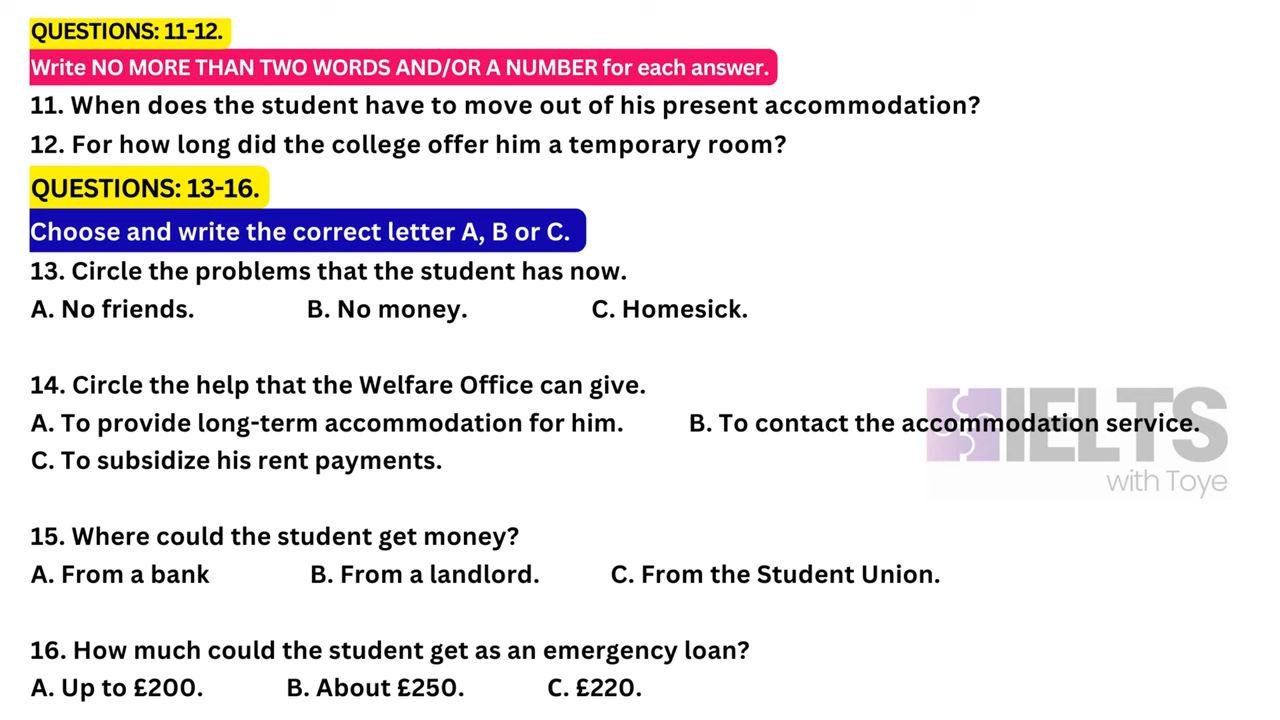 QUESTIONS: 11-12.
Write NO MORE THAN TWO WORDS AND/OR A NUMBER for each answer.
11. When does the student have to move out of his present accommodation?
12. For how long did the college offer him a temporary room?
QUESTIONS: 13-16.
Choose and write the correct letter A, B or C.
13. Circle the problems that the student has now.
A. No friends. B. No money. C. Homesick.
14. Circle the help that the Welfare Office can give.
A. To provide long-term accommodation for him. B. To contact the accommodation service.
C. To subsidize his rent payments.
IELTS
with Toye
15. Where could the student get money?
A. From a bank B. From a landlord. C. From the Student Union.
16. How much could the student get as an emergency loan?
A. Up to £200. B. About £250. C. £220.